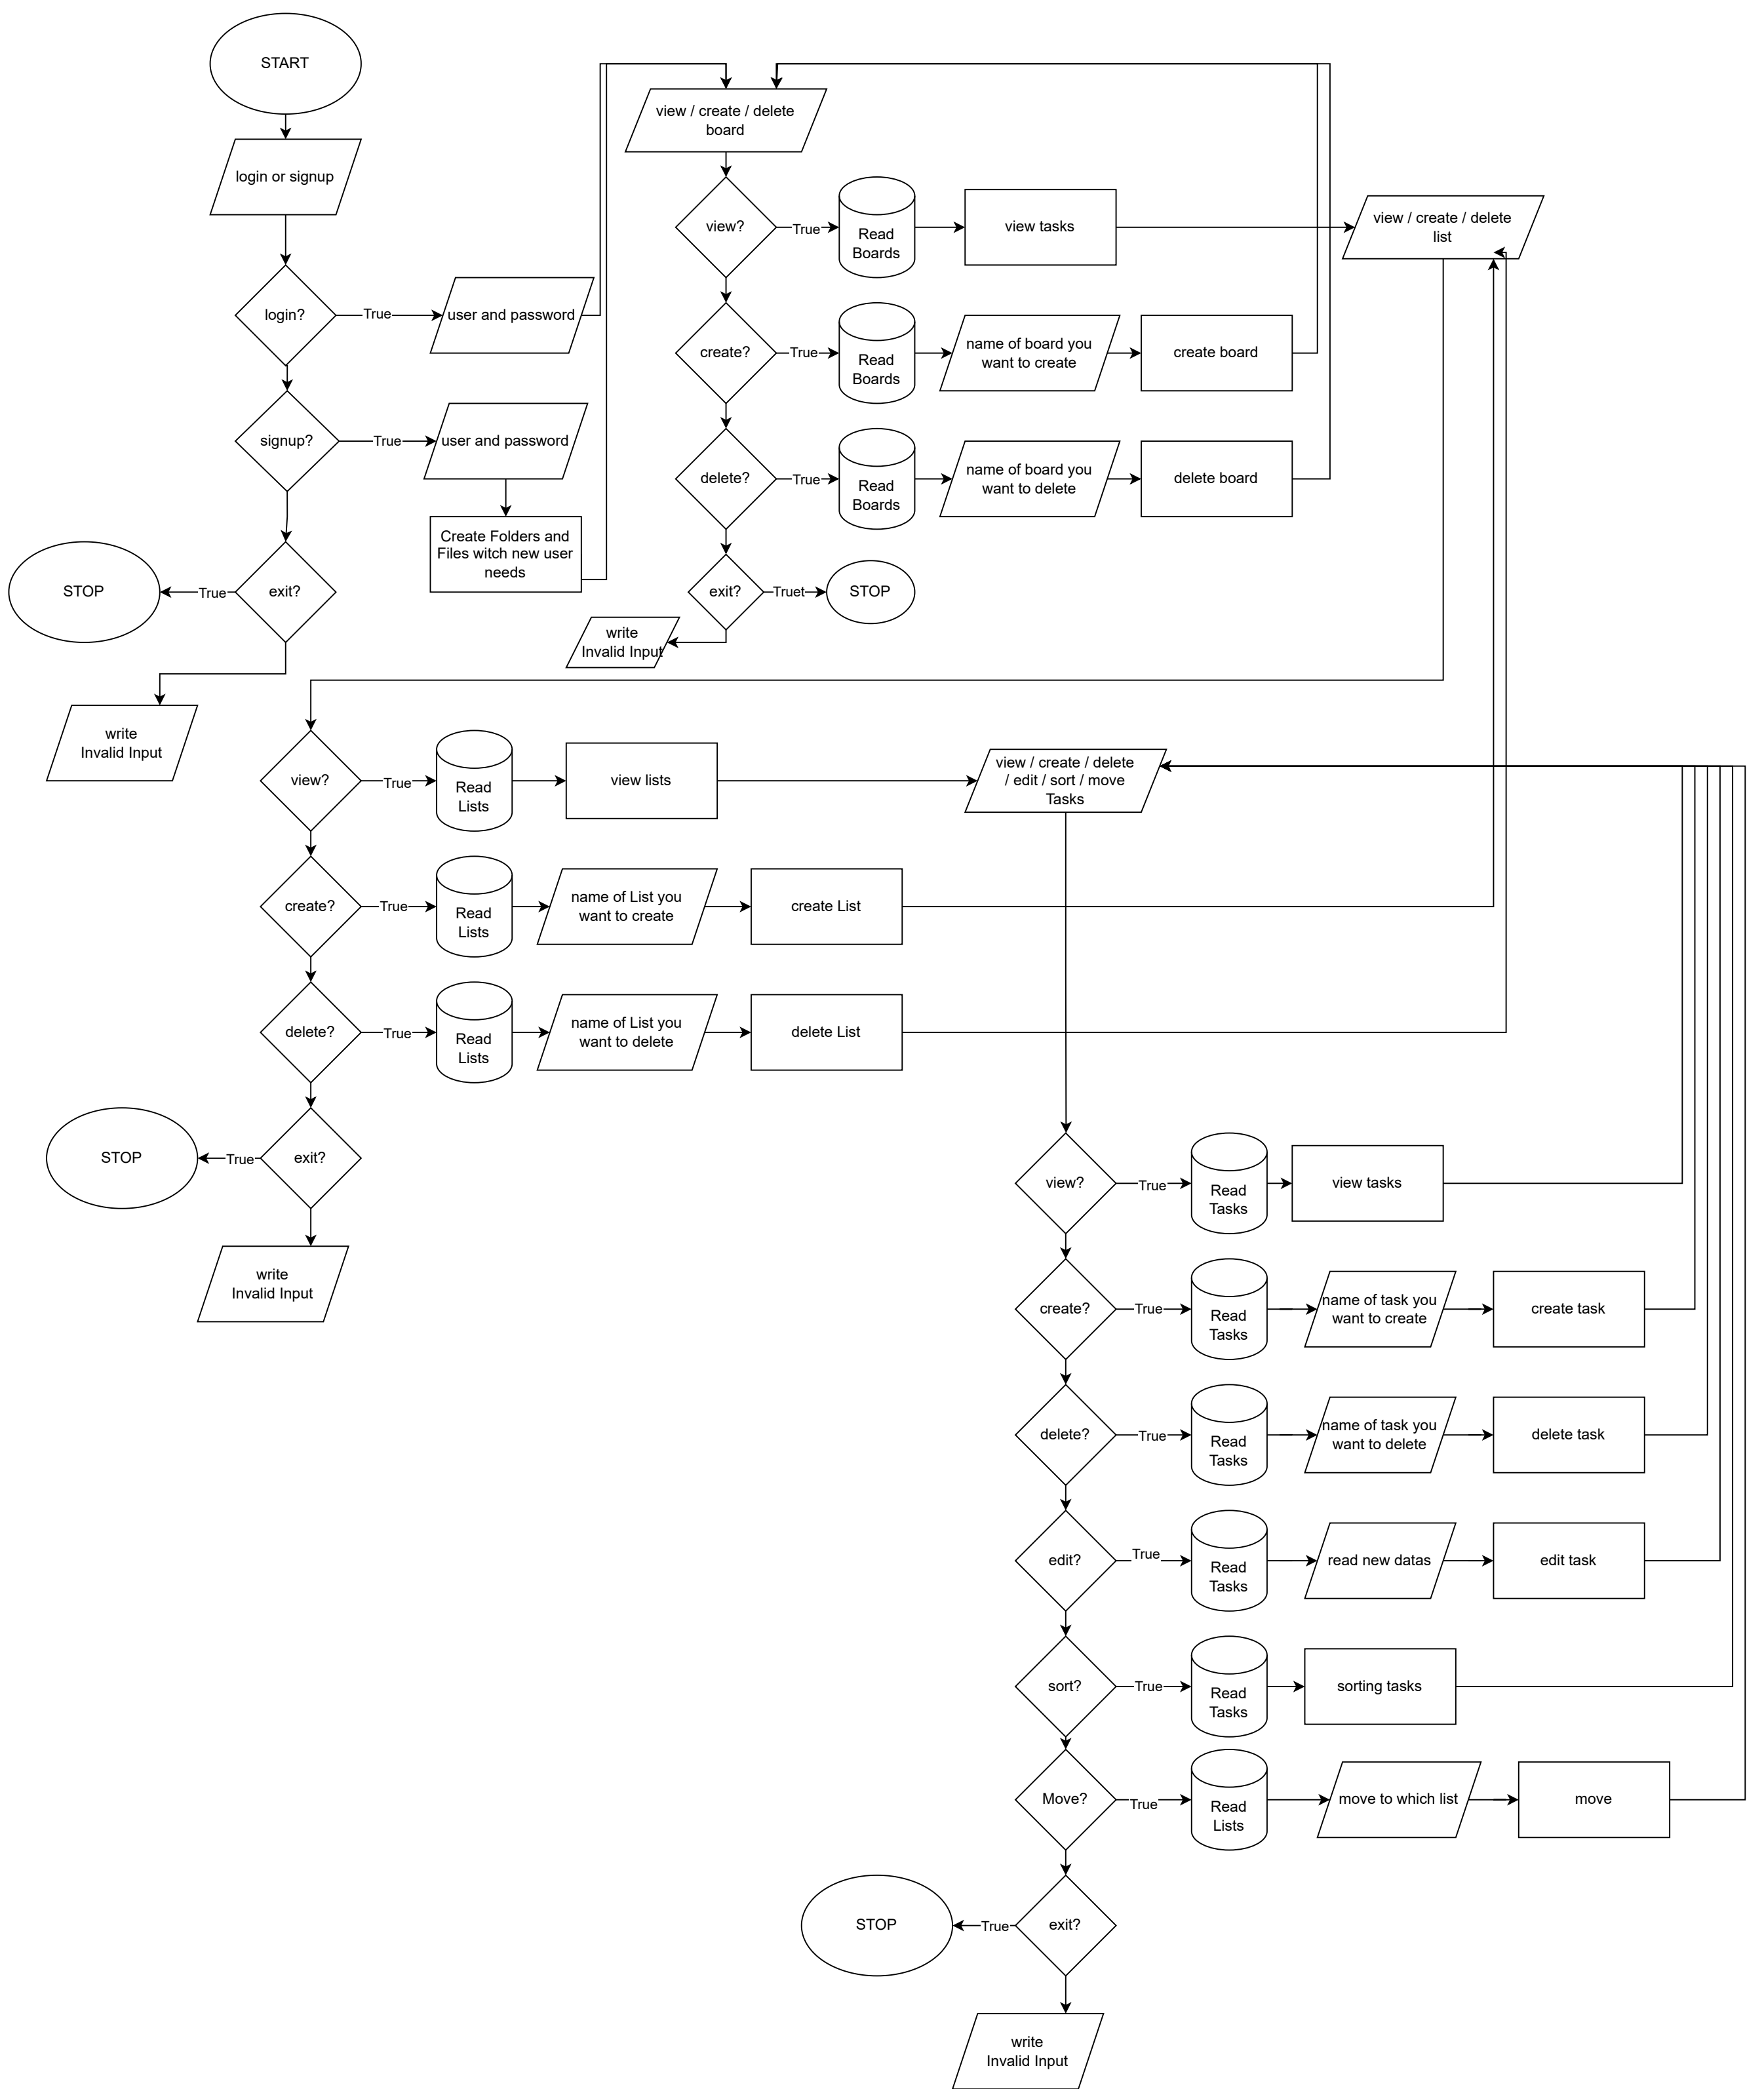 START
login or signup
login?
True
user and password
signup?
True
user and password
Create Folders and
Files witch new user
needs
exit?
True
STOP
write
Invalid Input
view / create / delete
board
view?
True
Read
Boards
view tasks
create?
True
Read
Boards
name of board you
want to create
create board
delete?
True
Read
Boards
name of board you
want to delete
delete board
exit?
Truet
STOP
write
Invalid Input
view / create / delete
list
view?
True
Read
Lists
view lists
create?
True
Read
Lists
name of List you
want to create
create List
delete?
True
Read
Lists
name of List you
want to delete
delete List
exit?
True
STOP
write
Invalid Input
view / create / delete
/ edit / sort / move
Tasks
view?
True
Read
Tasks
view tasks
create?
True
Read
Tasks
name of task you
want to create
create task
delete?
True
Read
Tasks
name of task you
want to delete
delete task
edit?
True
Read
Tasks
read new datas
edit task
sort?
True
Read
Tasks
sorting tasks
Move?
True
Read
Lists
move to which list
move
exit?
True
STOP
write
Invalid Input